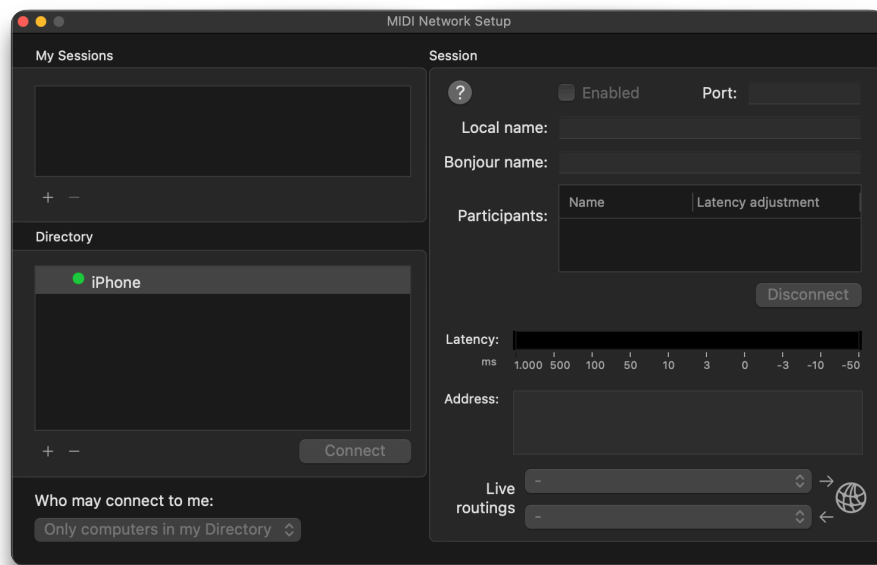 MIDI Network Setup
My Sessions
+ −
Directory
iPhone
+ −
Connect
Who may connect to me:
Only computers in my Directory
Session
?
Enabled
Port:
Local name:
Bonjour name:
Participants:
Name
Latency adjustment
Disconnect
Latency:
ms
1.000 500 100 50 10 3 0 -3 -10 -50
Address:
Live
routings
-
-